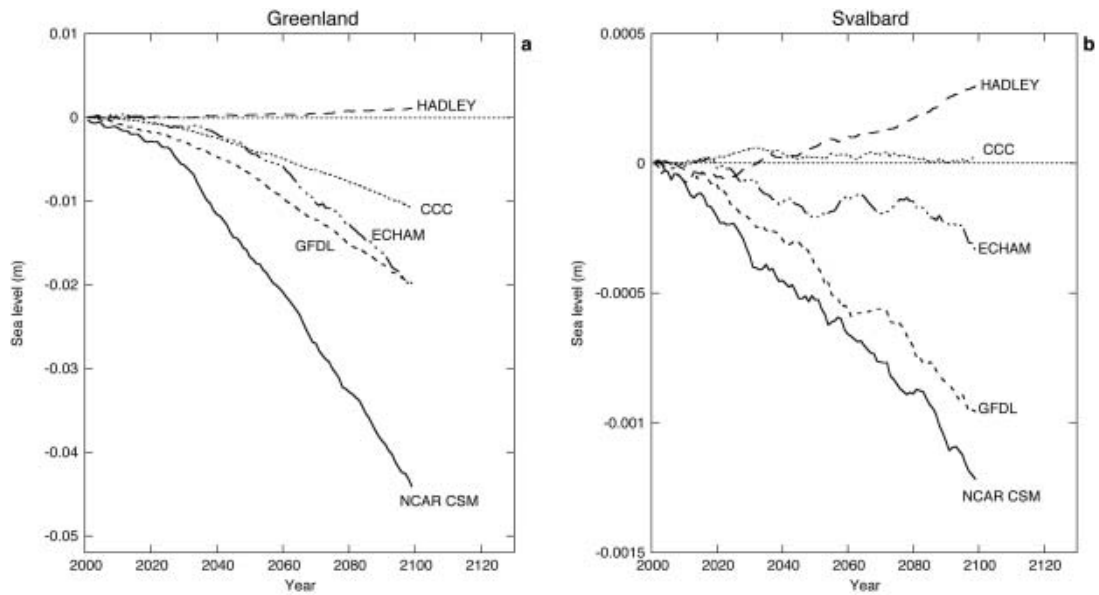 Greenland
a
0.01
0
-0.01
-0.02
-0.03
-0.04
-0.05
Sea level (m)
HADLEY
CCC
ECHAM
GFDL
NCAR CSM
2000 2020 2040 2060 2080 2100 2120
Year
Svalbard
b
0.0005
0
-0.0005
-0.001
-0.0015
Sea level (m)
HADLEY
CCC
ECHAM
GFDL
NCAR CSM
2000 2020 2040 2060 2080 2100 2120
Year